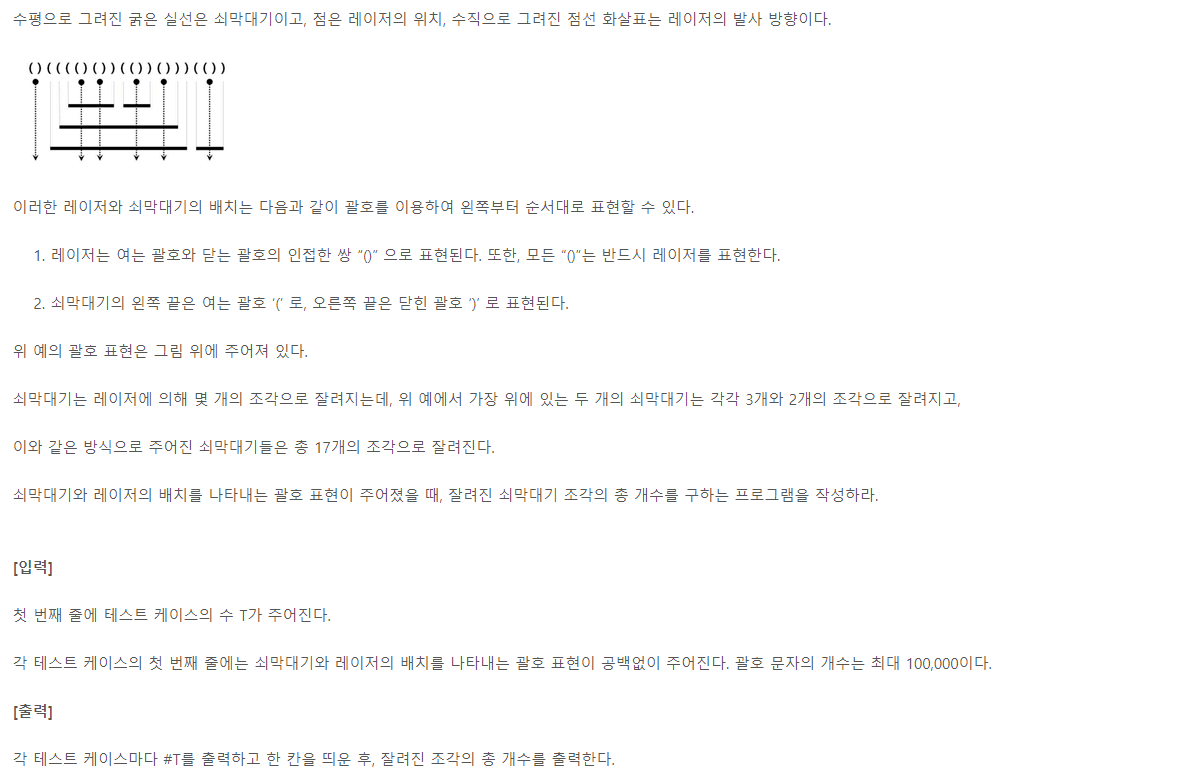 수평으로 그려진 굵은 실선은 쇠막대기이고, 점은 레이저의 위치, 수직으로 그려진 점선 화살표는 레이저의 발사 방향이다.
()(((()())(())()))(())
이러한 레이저와 쇠막대기의 배치는 다음과 같이 괄호를 이용하여 왼쪽부터 순서대로 표현할 수 있다.
1. 레이저는 여는 괄호와 닫는 괄호의 인접한 쌍 “()” 으로 표현된다. 또한, 모든 “()”는 반드시 레이저를 표현한다.
2. 쇠막대기의 왼쪽 끝은 여는 괄호 ‘(’ 로, 오른쪽 끝은 닫힌 괄호 ‘)’ 로 표현된다.
위 예의 괄호 표현은 그림 위에 주어져 있다.
쇠막대기는 레이저에 의해 몇 개의 조각으로 잘려지는데, 위 예에서 가장 위에 있는 두 개의 쇠막대기는 각각 3개와 2개의 조각으로 잘려지고,
이와 같은 방식으로 주어진 쇠막대기들은 총 17개의 조각으로 잘려진다.
쇠막대기와 레이저의 배치를 나타내는 괄호 표현이 주어졌을 때, 잘려진 쇠막대기 조각의 총 개수를 구하는 프로그램을 작성하라.
[입력]
첫 번째 줄에 테스트 케이스의 수 T가 주어진다.
각 테스트 케이스의 첫 번째 줄에는 쇠막대기와 레이저의 배치를 나타내는 괄호 표현이 공백없이 주어진다. 괄호 문자의 개수는 최대 100,000이다.
[출력]
각 테스트 케이스마다 #T를 출력하고 한 칸을 띄운 후, 잘려진 조각의 총 개수를 출력한다.